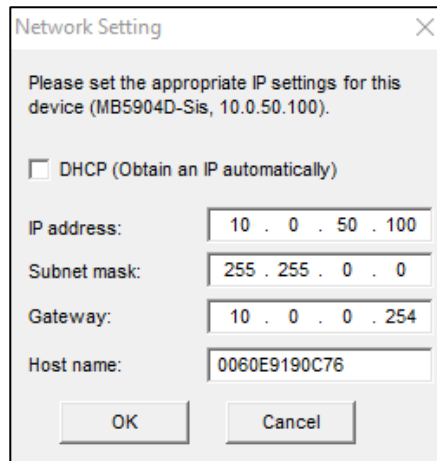 Network Setting
Please set the appropriate IP settings for this
device (MB5904D-Sis, 10.0.50.100).
DHCP (Obtain an IP automatically)
IP address: 10 . 0 . 50 . 100
Subnet mask: 255 . 255 . 0 . 0
Gateway: 10 . 0 . 0 . 254
Host name: 0060E9190C76
OK Cancel